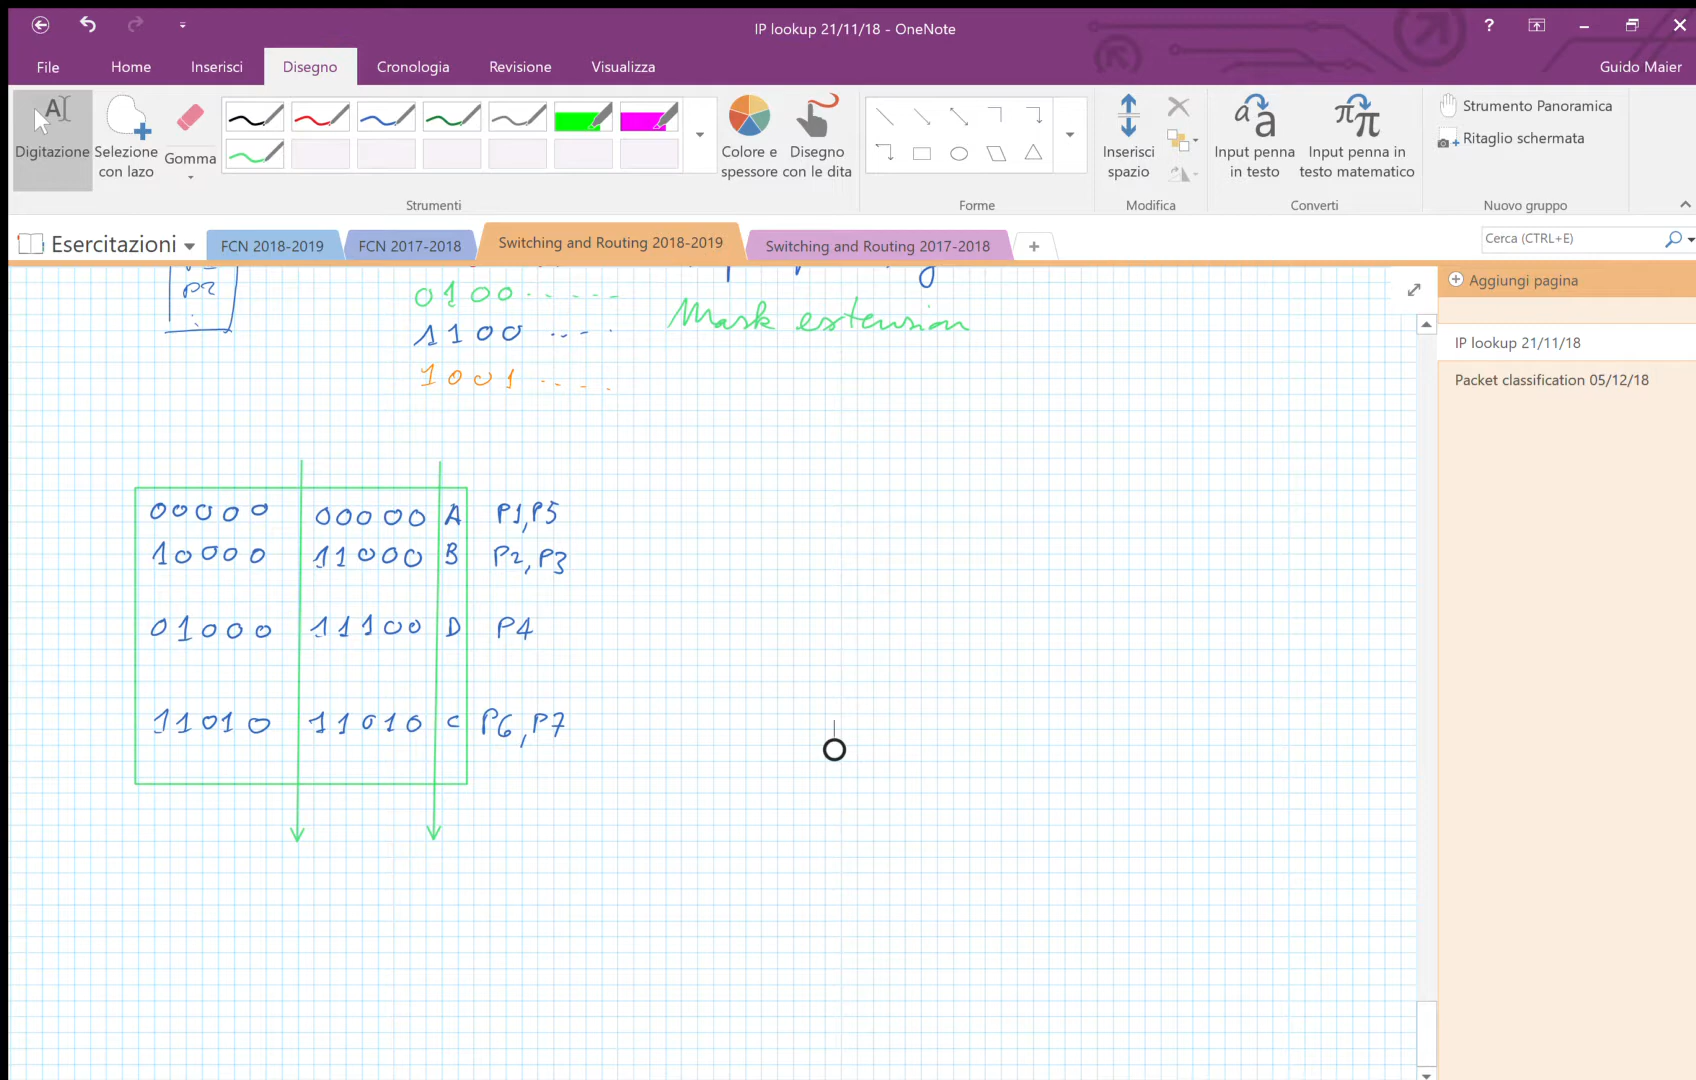 IP lookup 21/11/18 - OneNote
File Home Inserisci Disegno Cronologia Revisione Visualizza
Guido Maier
Digitazione
Selezione con lazo
Gomma
Colore e spessore
Disegno con le dita
Inserisci spazio
Input penna in testo
Input penna in testo matematico
Strumento Panoramica
Ritaglio schermata
Strumenti Forme Modifica Converti Nuovo gruppo
Esercitazioni
FCN 2018-2019
FCN 2017-2018
Switching and Routing 2018-2019
Switching and Routing 2017-2018
Cerca (CTRL+E)
Aggiungi pagina
IP lookup 21/11/18
Packet classification 05/12/18
P2
0100......
Mask extension
1100 ....
1001 ....
00000 00000 A P1,P5
10000 11000 B P2,P3
01000 11100 D P4
11010 11010 C P6,P7